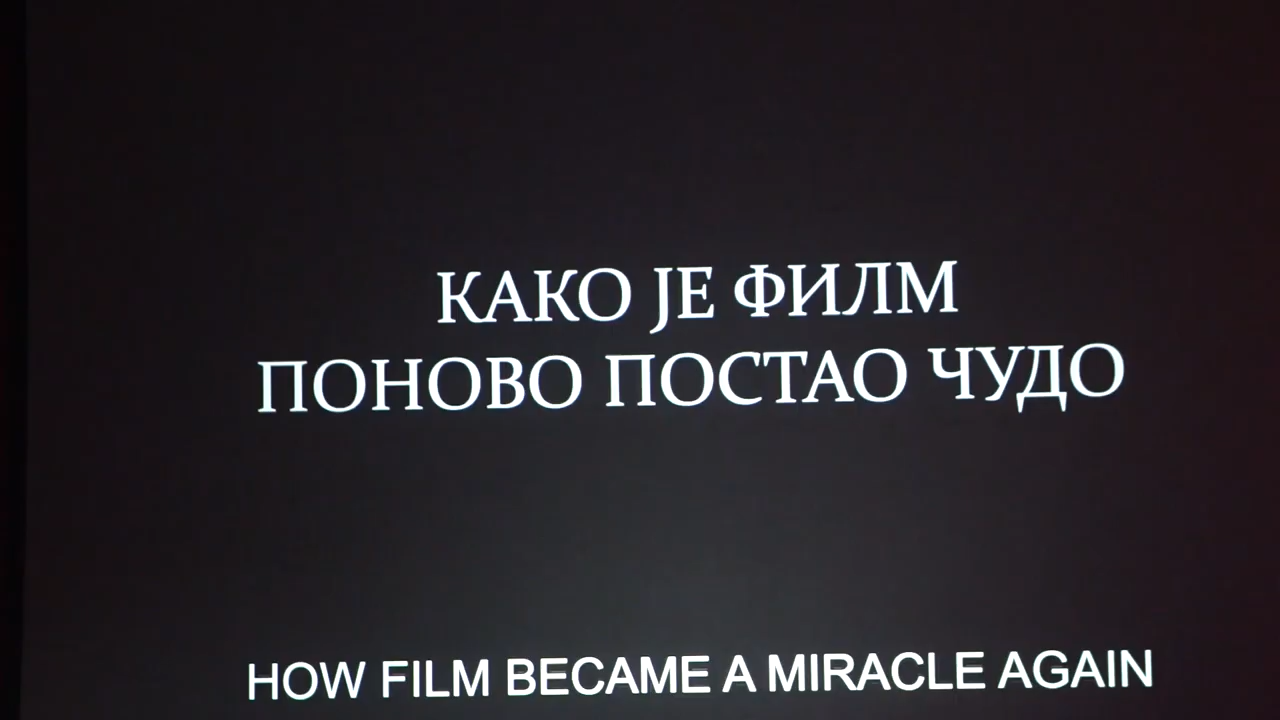 КАКО ЈЕ ФИЛМ
ПОНОВО ПОСТАО ЧУДО
HOW FILM BECAME A MIRACLE AGAIN